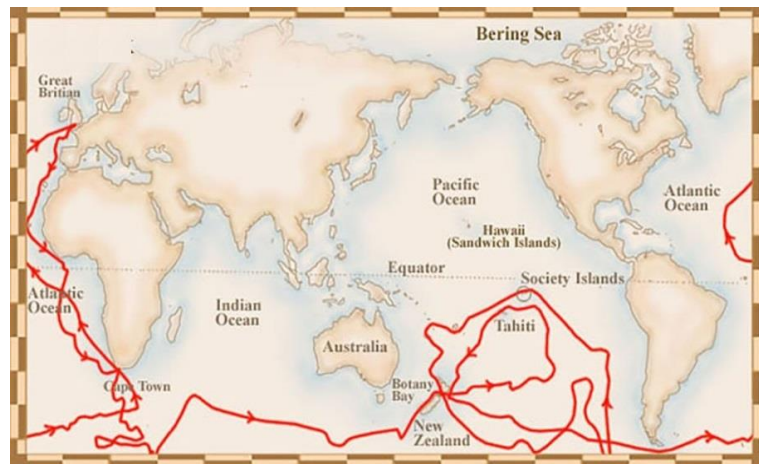 Bering Sea
Great
Britian
Pacific
Ocean
Atlantic
Ocean
Hawaii
(Sandwich Islands)
Equator
Society Islands
Atlantic
Ocean
Indian
Ocean
Tahiti
Australia
Cape Town
Botany
Bay
New
Zealand